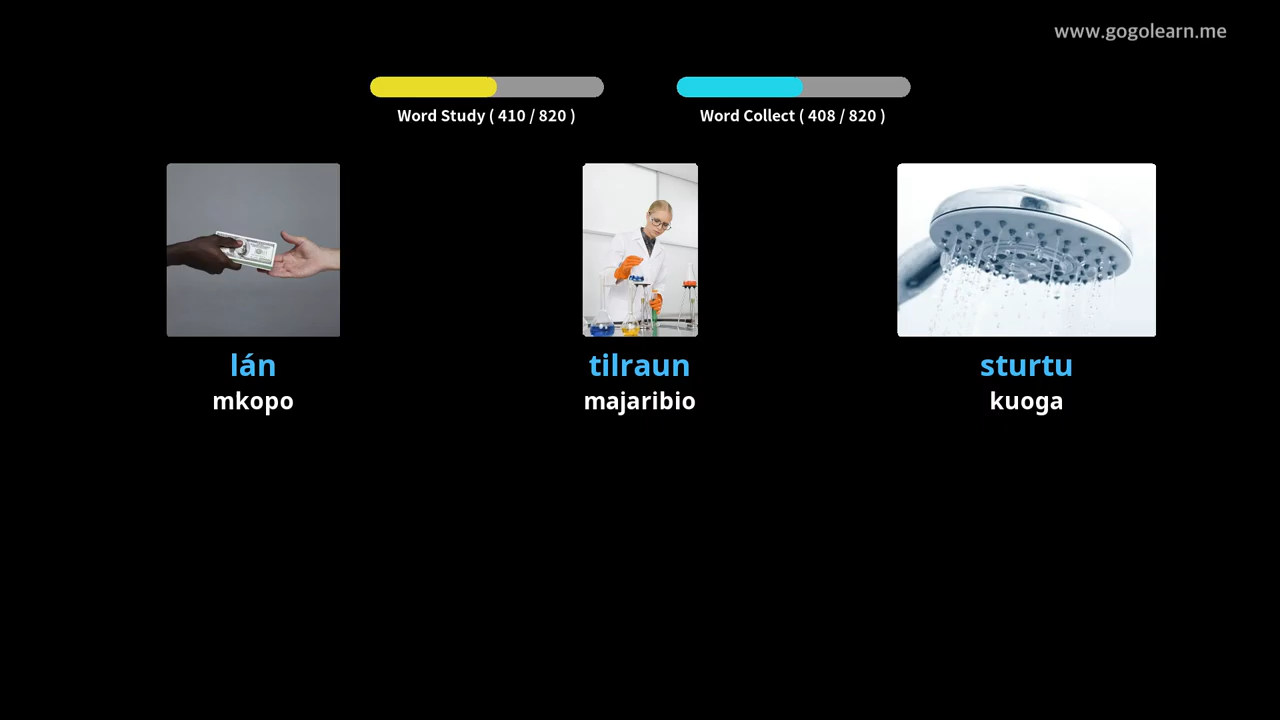 www.gogolearn.me
Word Study ( 410 / 820 )
Word Collect ( 408 / 820 )
lán
mkopo
tilraun
majaribio
sturtu
kuoga